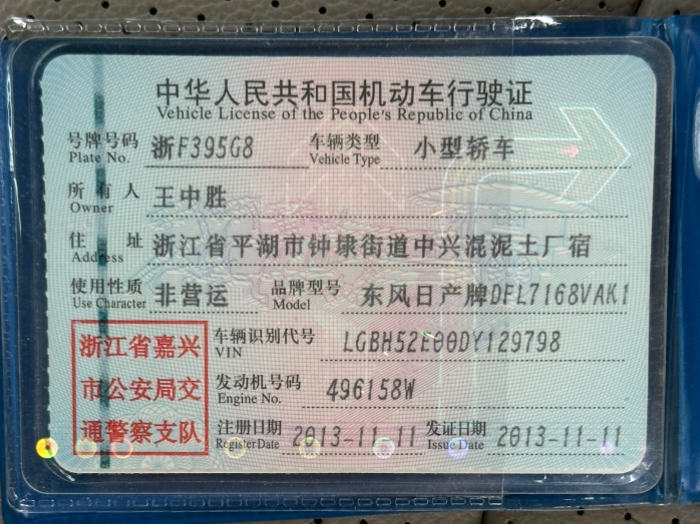 中华人民共和国机动车行驶证
Vehicle License of the People's Republic of China
号牌号码 浙F395G8 车辆类型 小型轿车
Plate No. Vehicle Type
所有人 王中胜
Owner
住址 浙江省平湖市钟埭街道中兴混泥土厂宿
Address
使用性质 非营运 品牌型号 东风日产牌DFL7168VAK1
Use Character Model
浙江省嘉兴
市公安局交
通警察支队
车辆识别代号 LGBH52E00DY129798
VIN
发动机号码 496158W
Engine No.
注册日期 2013-11-11 发证日期 2013-11-11
Register Date Issue Date